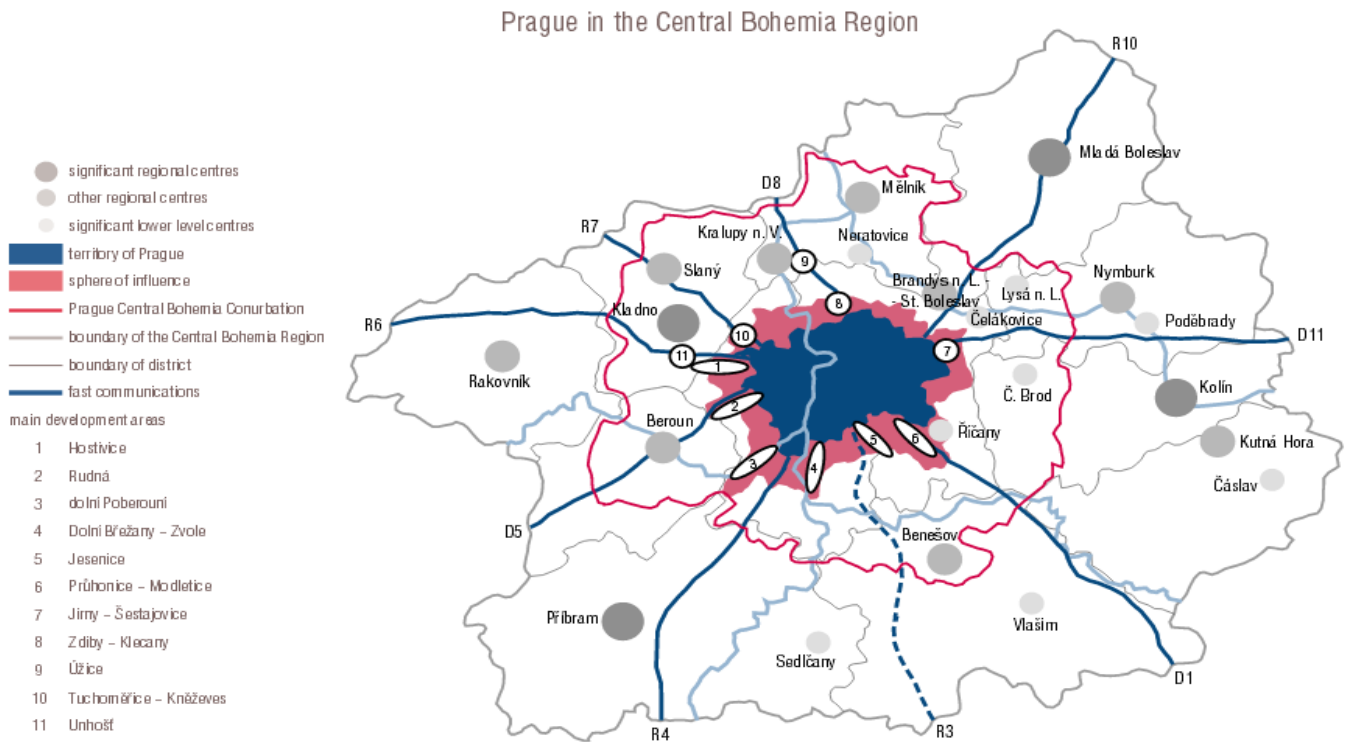 Prague in the Central Bohemia Region
significant regional centres
other regional centres
significant lower level centres
territory of Prague
sphere of influence
Prague Central Bohemia Conurbation
boundary of the Central Bohemia Region
boundary of district
fast communications
main development areas
1 Hostivice
2 Rudná
3 dolní Poberouní
4 Dolní Břežany – Zvole
5 Jesenice
6 Průhonice – Modletice
7 Jirny – Šestajovice
8 Zdiby – Klecany
9 Úžice
10 Tuchoměřice – Kněževes
11 Unhošť
R10
Mladá Boleslav
D8
Mělník
R7
Kralupy n. V.
Neratovice
9
Slaný
Brandýs n. L. -
- St. Boleslav
Lysá n. L.
Nymburk
8
Kladno
Čelákovice
Poděbrady
R6
10
D11
11
7
1
Rakovník
Č. Brod
Kolín
2
Beroun
Říčany
5
6
Kutná Hora
3
4
Čáslav
D5
Benešov
Příbram
Vlašim
Sedlčany
D1
R4
R3